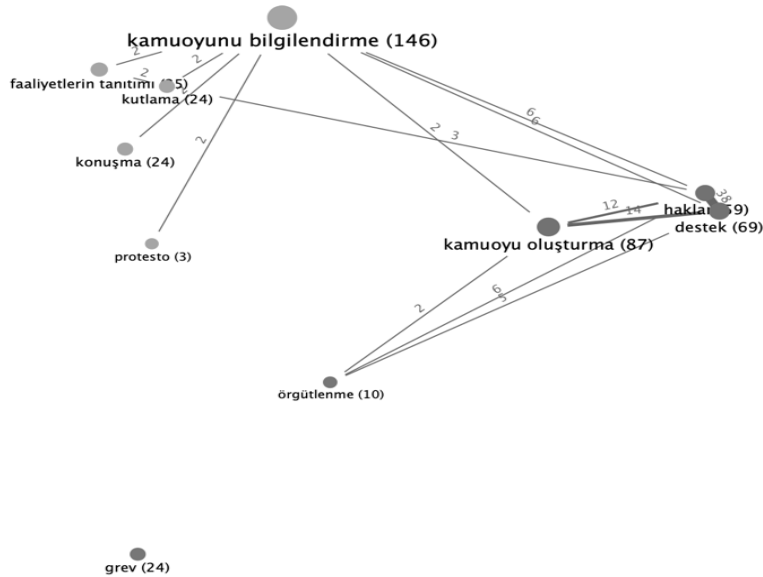 kamuoyunu bilgilendirme (146)
2
2
2
faaliyetlerin tanıtımı
kutlama (24)
2
konuşma (24)
2
protesto (3)
6
6
2
3
38
12
14
destek (69)
kamuoyu oluşturma (87)
6
5
2
örgütlenme (10)
grev (24)